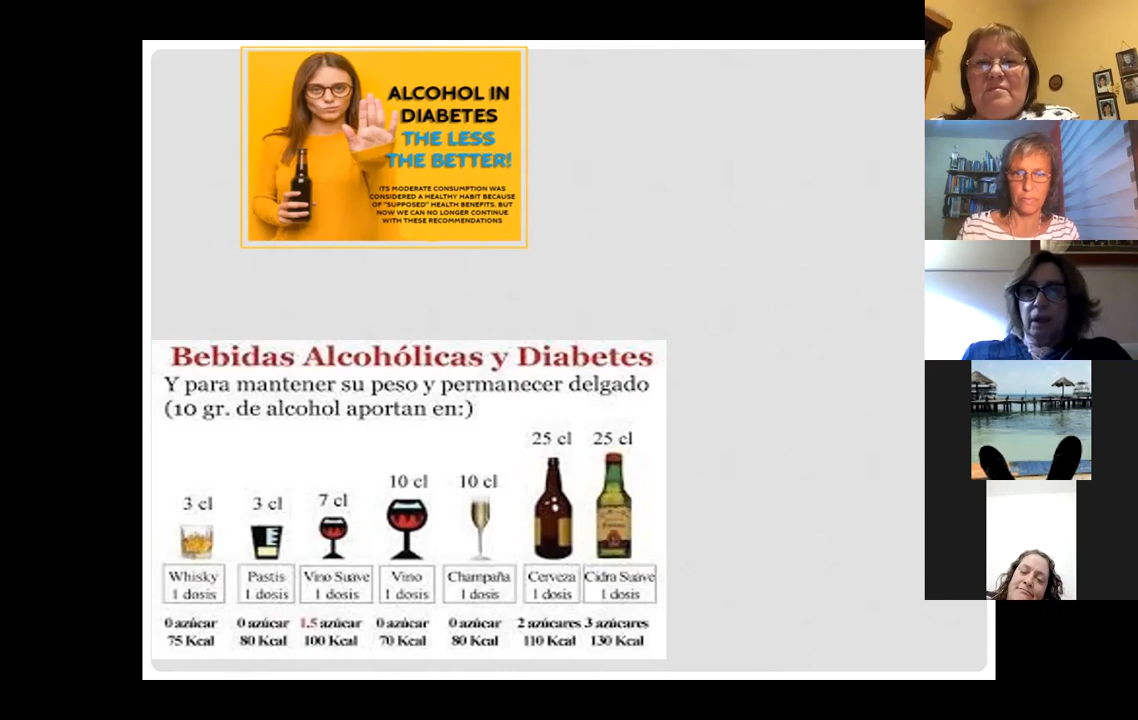 ALCOHOL IN
DIABETES
THE LESS
THE BETTER!
ITS MODERATE CONSUMPTION WAS
CONSIDERED A HEALTHY HABIT BECAUSE
OF "SUPPOSED" HEALTH BENEFITS. BUT
NOW WE CAN NO LONGER CONTINUE
WITH THESE RECOMMENDATIONS
Bebidas Alcohólicas y Diabetes
Y para mantener su peso y permanecer delgado
(10 gr. de alcohol aportan en:)
3 cl 3 cl 7 cl 10 cl 10 cl 25 cl 25 cl
Whisky Pastis Vino Suave Vino Champaña Cerveza Cidra Suave
1 dosis 1 dosis 1 dosis 1 dosis 1 dosis 1 dosis 1 dosis
0 azúcar 0 azúcar 1.5 azúcar 0 azúcar 0 azúcar 2 azúcares 3 azúcares
75 Kcal 80 Kcal 100 Kcal 70 Kcal 80 Kcal 110 Kcal 130 Kcal